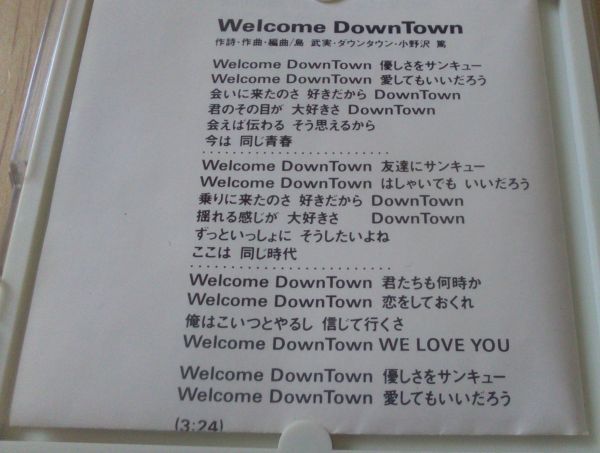 Welcome DownTown
作詩・作曲・編曲/島 武実・ダウンタウン・小野沢 篤
Welcome DownTown 優しさをサンキュー
Welcome DownTown 愛してもいいだろう
会いに来たのさ 好きだから DownTown
君のその目が 大好きさ DownTown
会えば伝わる そう思えるから
今は 同じ青春
Welcome DownTown 友達にサンキュー
Welcome DownTown はしゃいでも いいだろう
乗りに来たのさ 好きだから DownTown
揺れる感じが 大好きさ DownTown
ずっといっしょに そうしたいよね
ここは 同じ時代
Welcome DownTown 君たちも何時か
Welcome DownTown 恋をしておくれ
俺はこいつとやるし 信じて行くさ
Welcome DownTown WE LOVE YOU
Welcome DownTown 優しさをサンキュー
Welcome DownTown 愛してもいいだろう
(3:24)